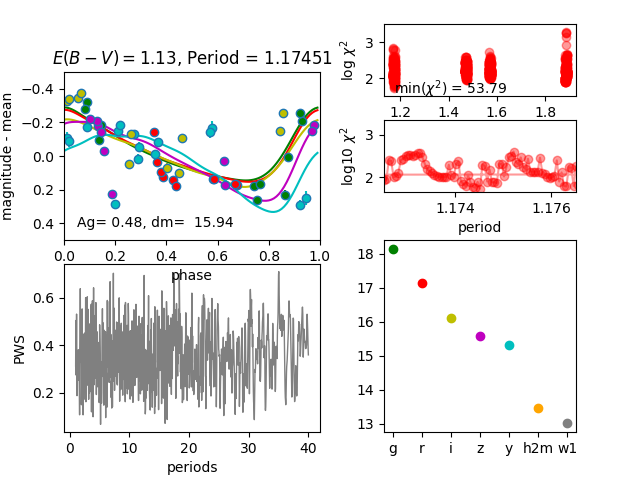 E(B − V) = 1.13, Period = 1.17451
magnitude - mean
−0.4
−0.2
0.0
0.2
0.4
Ag= 0.48, dm=  15.94
0.0 0.2 0.4 0.6 0.8 1.0
phase
log χ²
3
2
min(χ²) = 53.79
1.2 1.4 1.6 1.8
log10 χ²
3
2
1.174 1.176
period
PWS
0.6
0.4
0.2
0 10 20 30 40
periods
18
17
16
15
14
13
g r i z y h2m w1